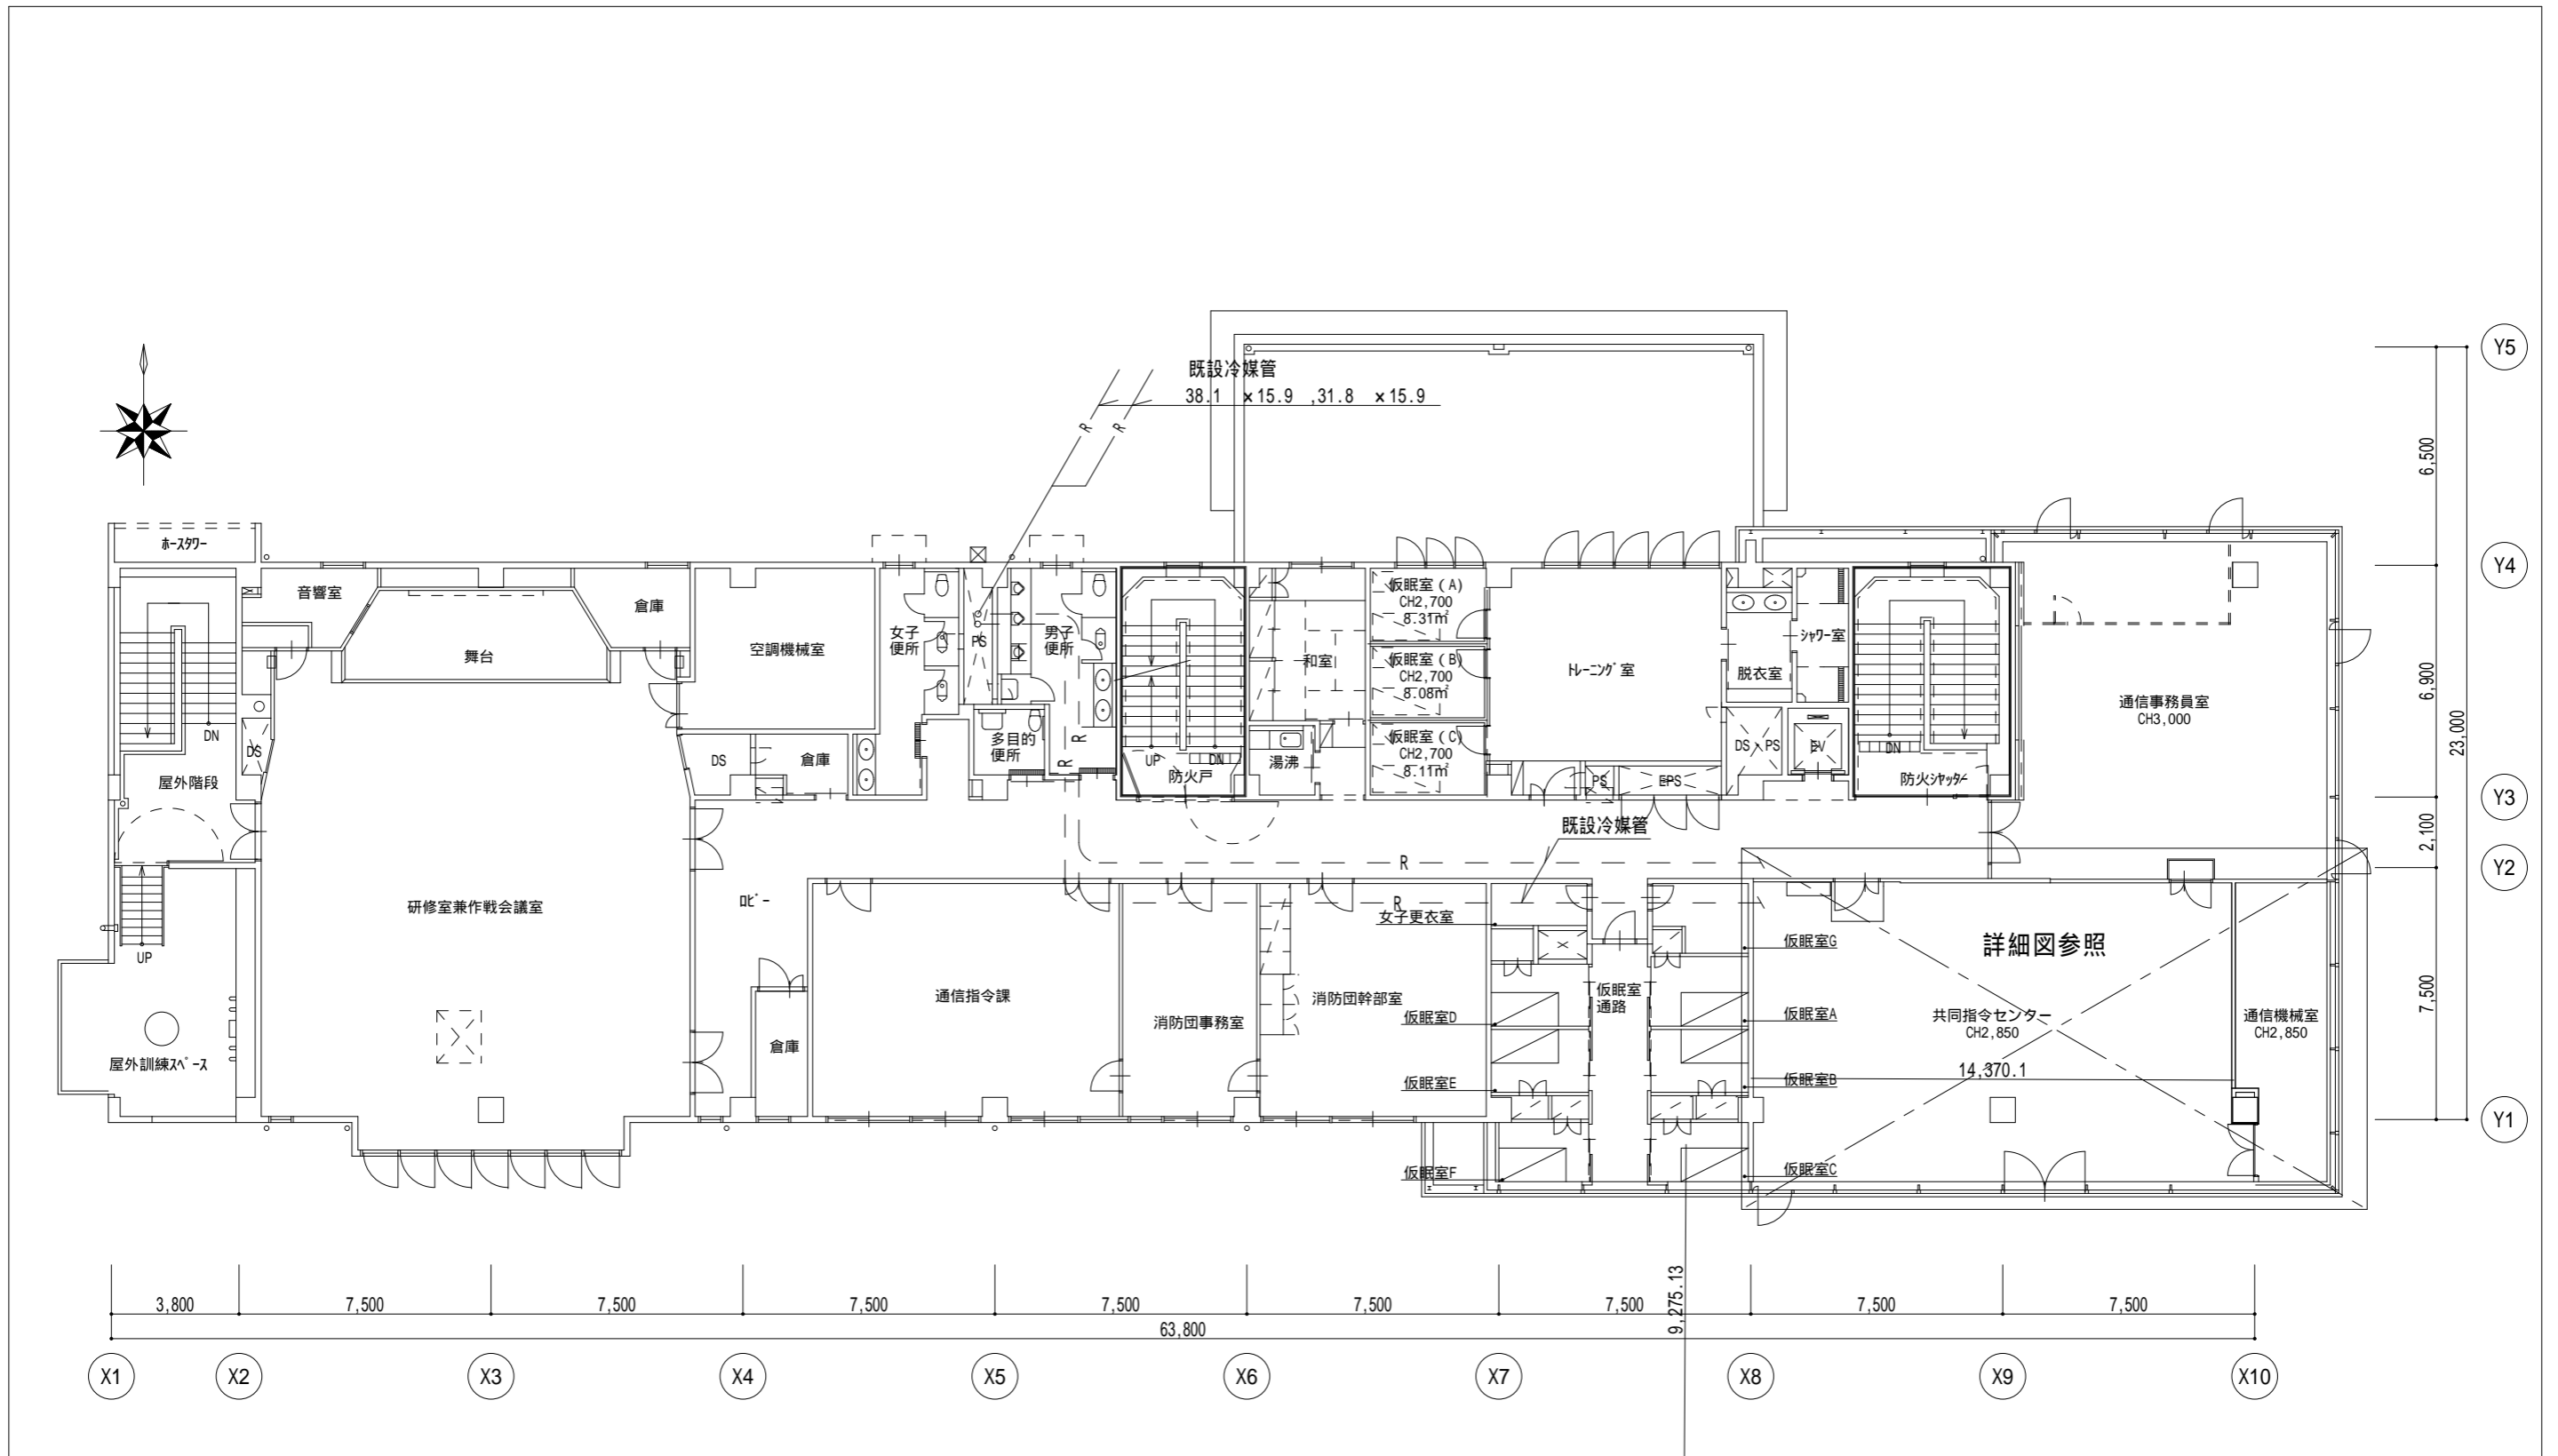 既設冷媒管
38.1 ×15.9 ,31.8 ×15.9
R
R
Y5
6,500
ホースタワー
Y4
音響室
倉庫
舞台
空調機械室
女子
便所
PS
男子
便所
和室
仮眠室(A)
CH2,700
8.31㎡
仮眠室(B)
CH2,700
8.08㎡
仮眠室(C)
CH2,700
8.11㎡
トレーニング室
脱衣室
シャワー室
通信事務員室
CH3,000
6,900
23,000
DN
DS
屋外階段
DS
倉庫
多目的
便所
R
R
UP
DN
防火戸
湯沸
PS
EPS
DS・PS
EV
DN
防火シャッター
Y3
2,100
既設冷媒管
R
Y2
R
研修室兼作戦会議室
ロビー
女子更衣室
仮眠室G
詳細図参照
UP
通信指令課
消防団事務室
消防団幹部室
仮眠室
通路
仮眠室D
仮眠室A
共同指令センター
CH2,850
通信機械室
CH2,850
7,500
倉庫
屋外訓練スペース
14,370.1
仮眠室E
仮眠室B
Y1
仮眠室F
仮眠室C
9,275.13
3,800
7,500
7,500
7,500
7,500
7,500
7,500
7,500
7,500
63,800
X1
X2
X3
X4
X5
X6
X7
X8
X9
X10